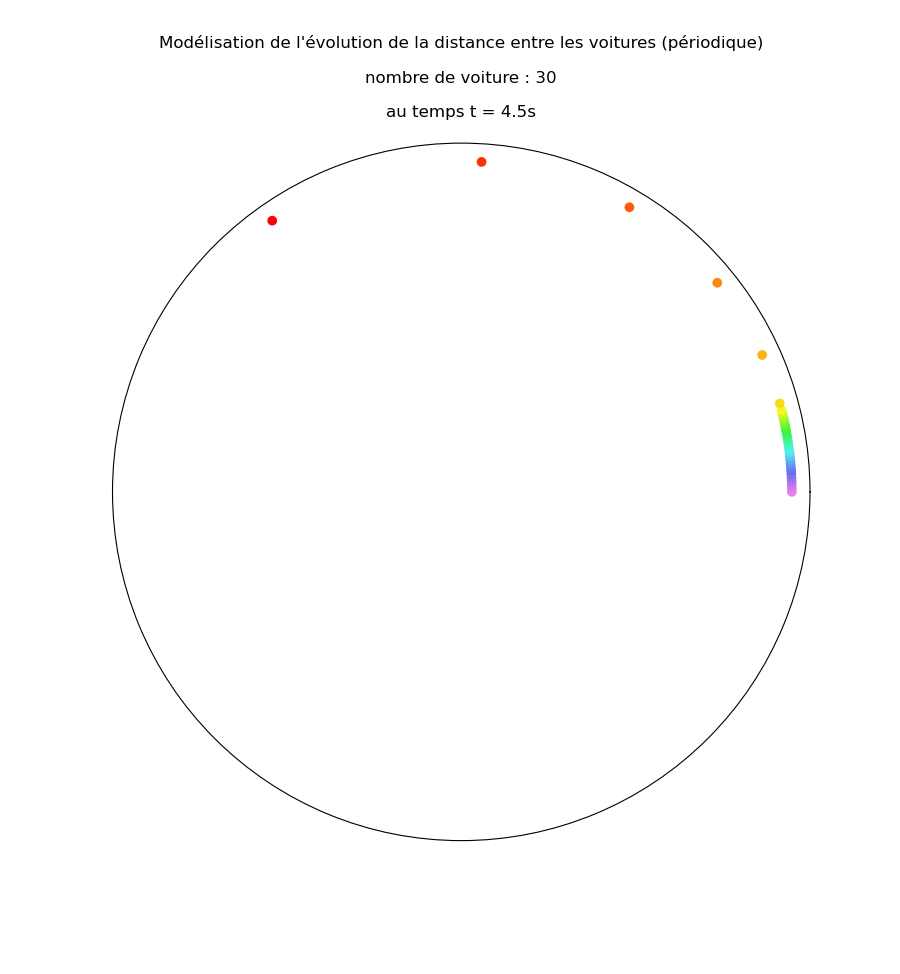 Modélisation de l'évolution de la distance entre les voitures (périodique)
nombre de voiture : 30
au temps t = 4.5s